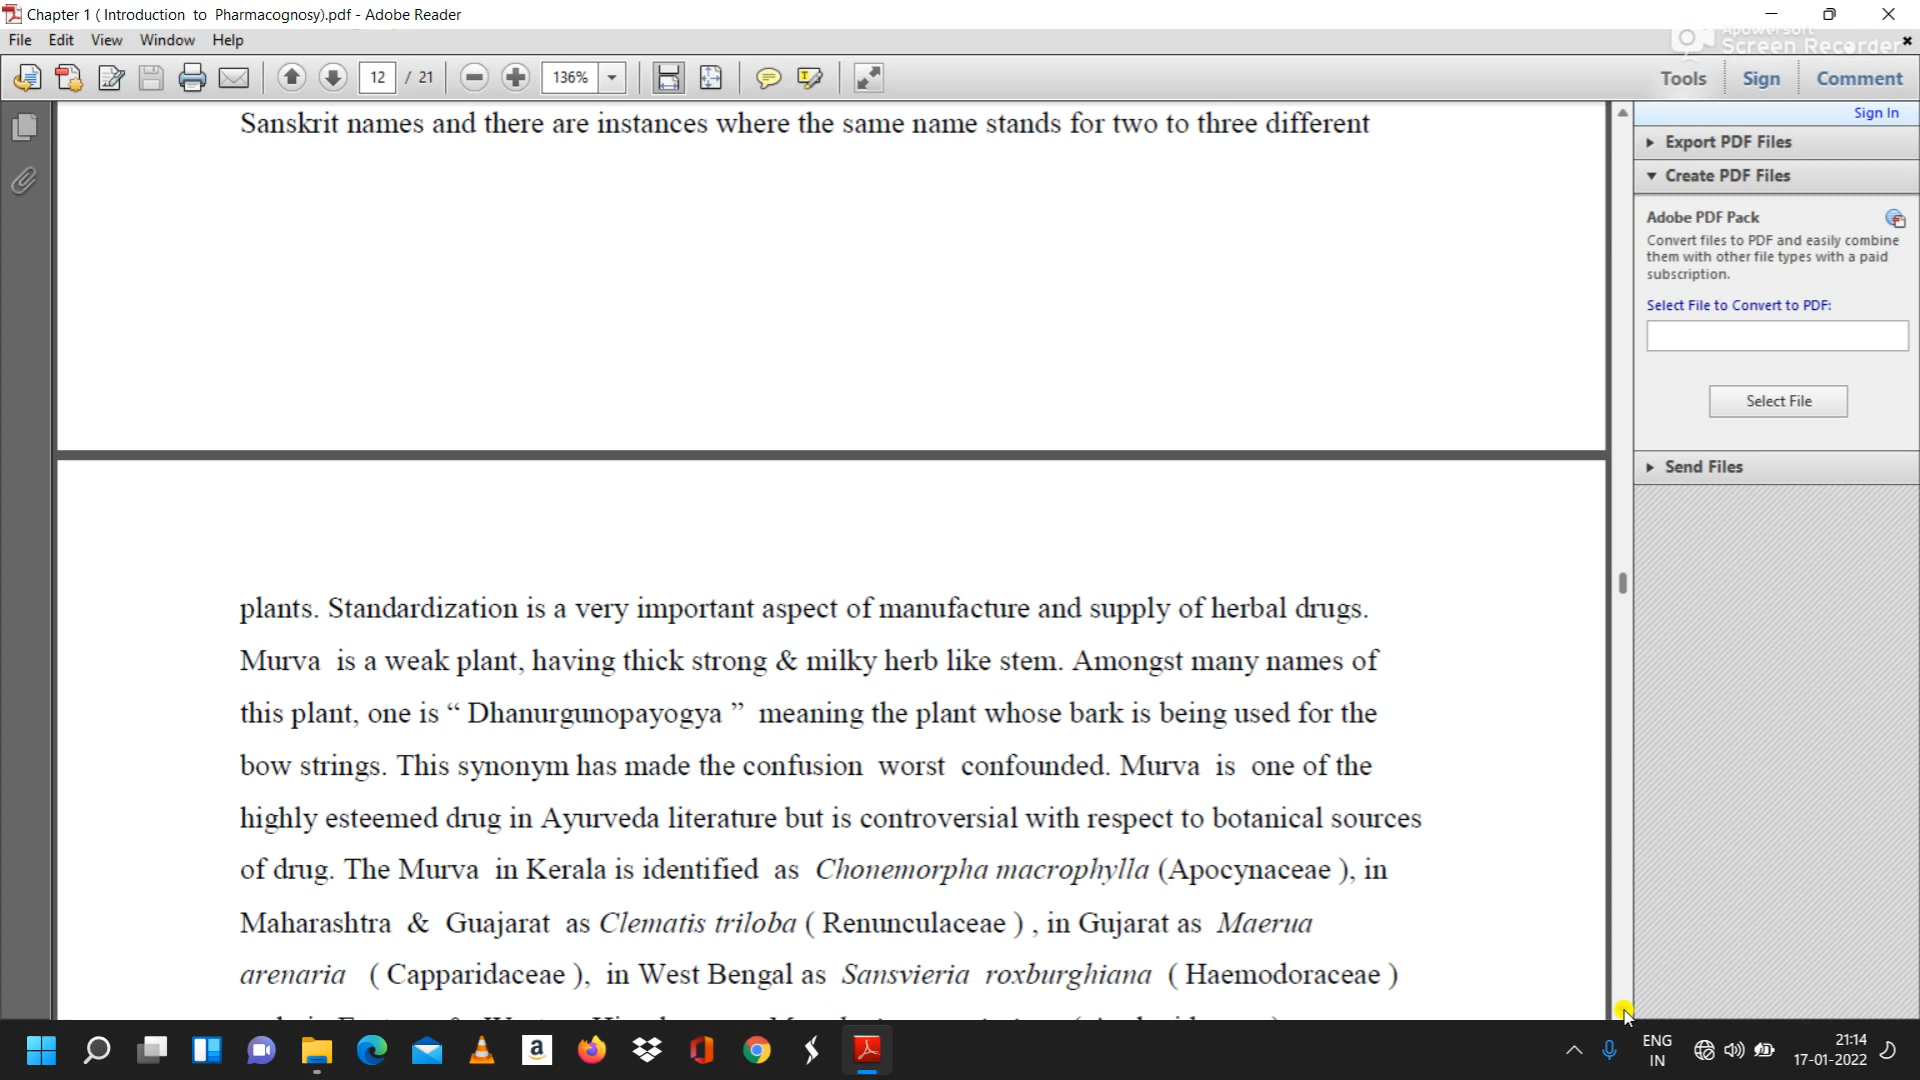 Chapter 1 ( Introduction to Pharmacognosy).pdf - Adobe Reader
File Edit View Window Help
Apowersoft
Screen Recorder
12 / 21 136% Tools Sign Comment
Sign In
Export PDF Files
Create PDF Files
Adobe PDF Pack
Convert files to PDF and easily combine
them with other file types with a paid
subscription.
Select File to Convert to PDF:
Select File
Send Files
Sanskrit names and there are instances where the same name stands for two to three different
plants. Standardization is a very important aspect of manufacture and supply of herbal drugs.
Murva is a weak plant, having thick strong & milky herb like stem. Amongst many names of
this plant, one is “ Dhanurgunopayogya ” meaning the plant whose bark is being used for the
bow strings. This synonym has made the confusion worst confounded. Murva is one of the
highly esteemed drug in Ayurveda literature but is controversial with respect to botanical sources
of drug. The Murva in Kerala is identified as Chonemorpha macrophylla (Apocynaceae ), in
Maharashtra & Guajarat as Clematis triloba ( Renunculaceae ) , in Gujarat as Maerua
arenaria ( Capparidaceae ), in West Bengal as Sansvieria roxburghiana ( Haemodoraceae )
ENG
IN
21:14
17-01-2022